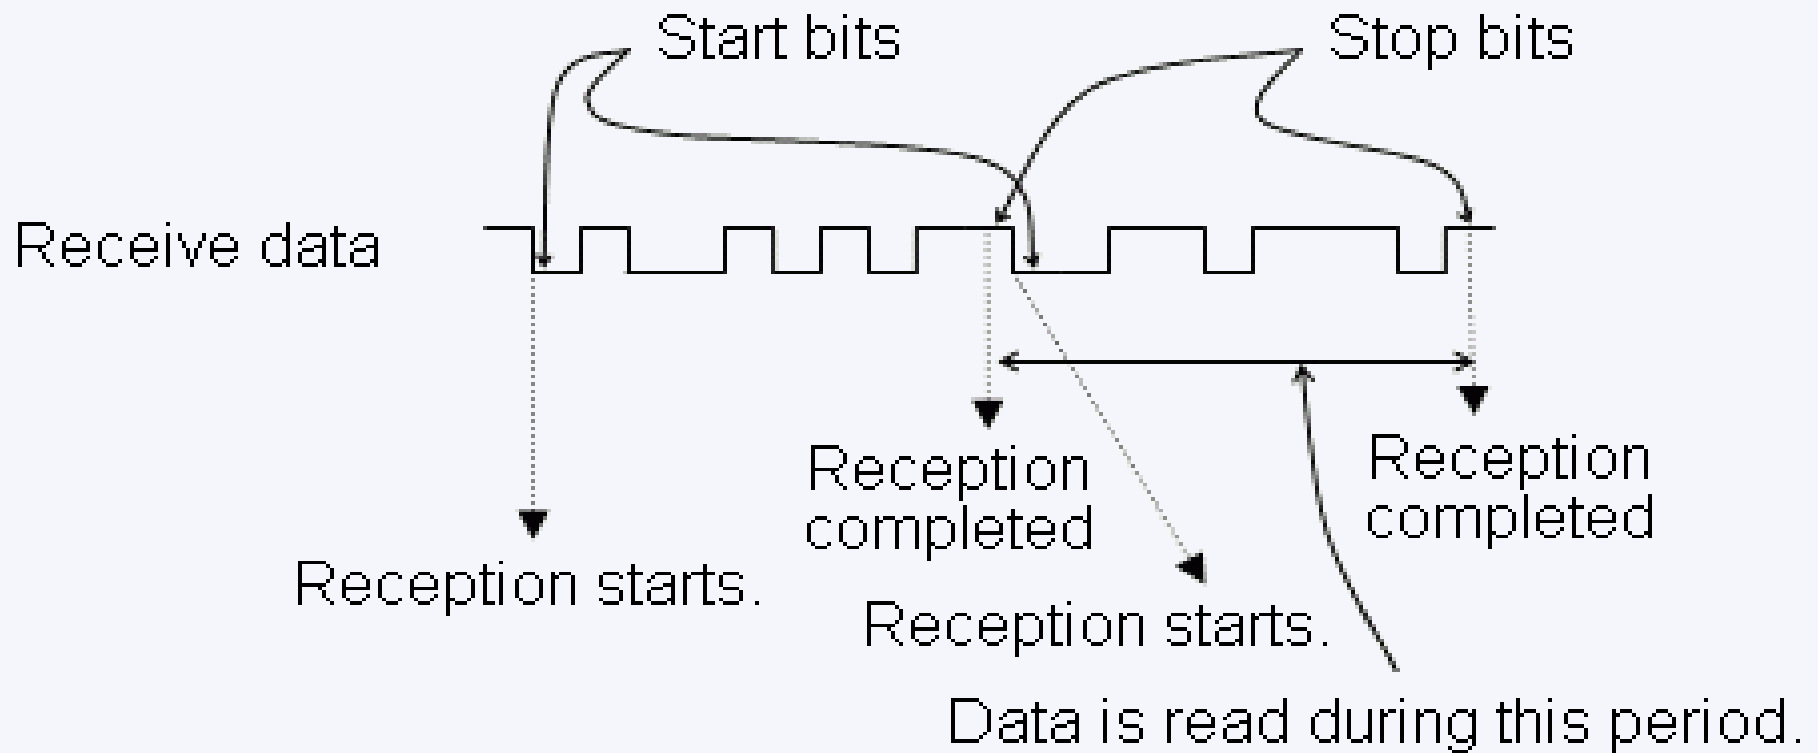 Start bits
Stop bits
Receive data
Reception
completed
Reception
completed
Reception starts.
Reception starts.
Data is read during this period.